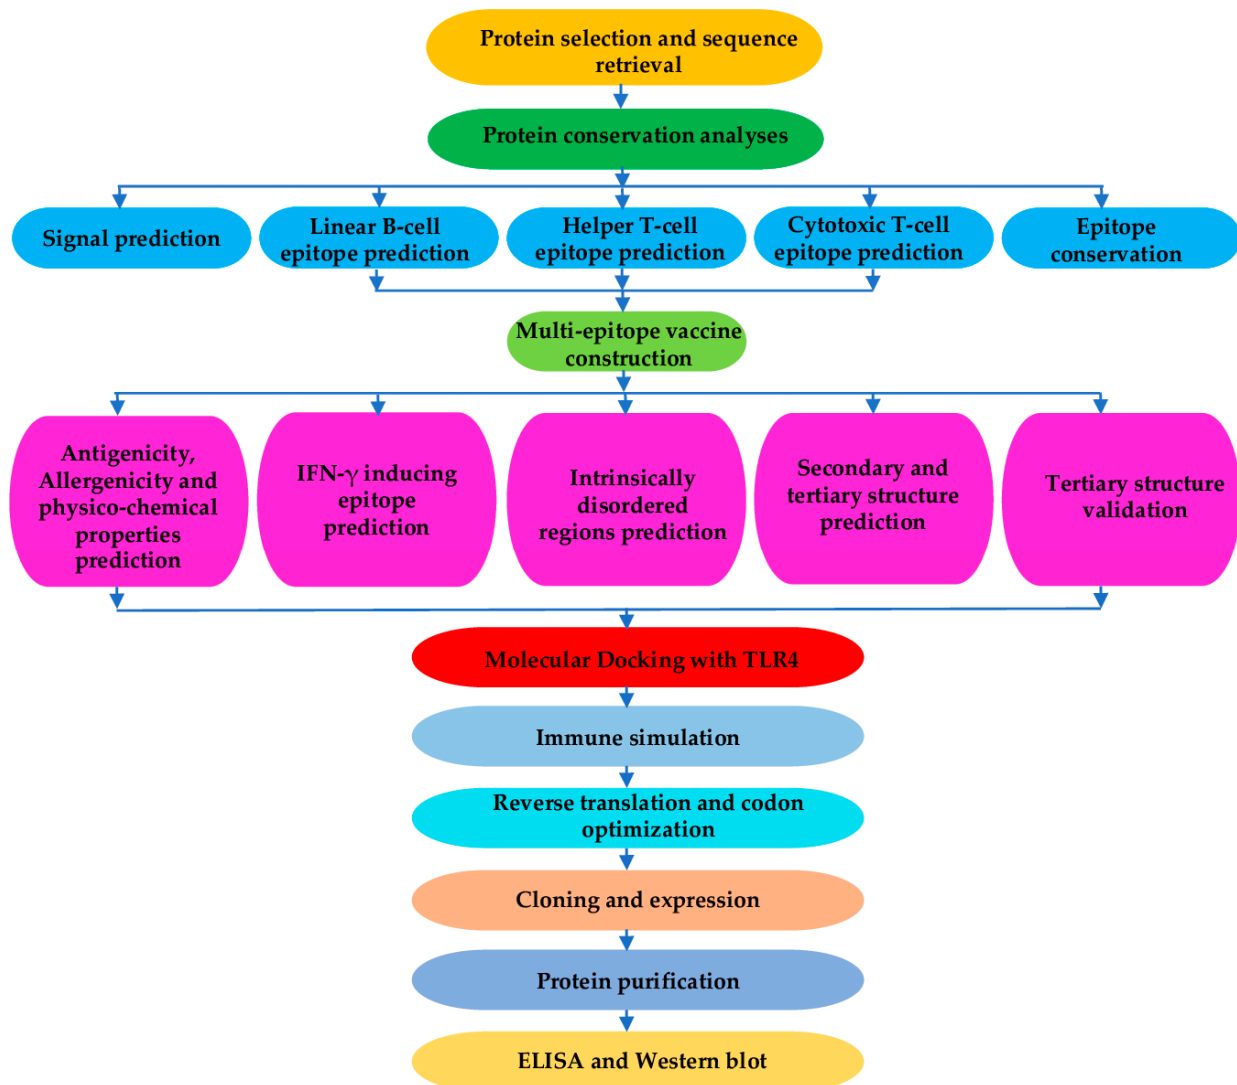 Protein selection and sequence
retrieval
Protein conservation analyses
Signal prediction
Linear B-cell
epitope prediction
Helper T-cell
epitope prediction
Cytotoxic T-cell
epitope prediction
Epitope
conservation
Multi-epitope vaccine
construction
Antigenicity,
Allergenicity and
physico-chemical
properties
prediction
IFN-γ inducing
epitope
prediction
Intrinsically
disordered
regions prediction
Secondary and
tertiary structure
prediction
Tertiary structure
validation
Molecular Docking with TLR4
Immune simulation
Reverse translation and codon
optimization
Cloning and expression
Protein purification
ELISA and Western blot